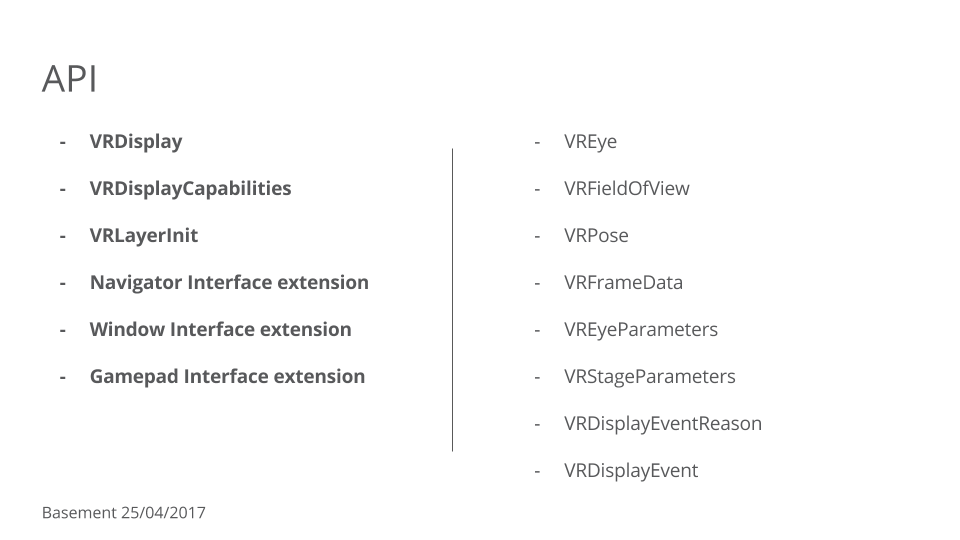 API
- VRDisplay
- VRDisplayCapabilities
- VRLayerInit
- Navigator Interface extension
- Window Interface extension
- Gamepad Interface extension
- VREye
- VRFieldOfView
- VRPose
- VRFrameData
- VREyeParameters
- VRStageParameters
- VRDisplayEventReason
- VRDisplayEvent
Basement 25/04/2017